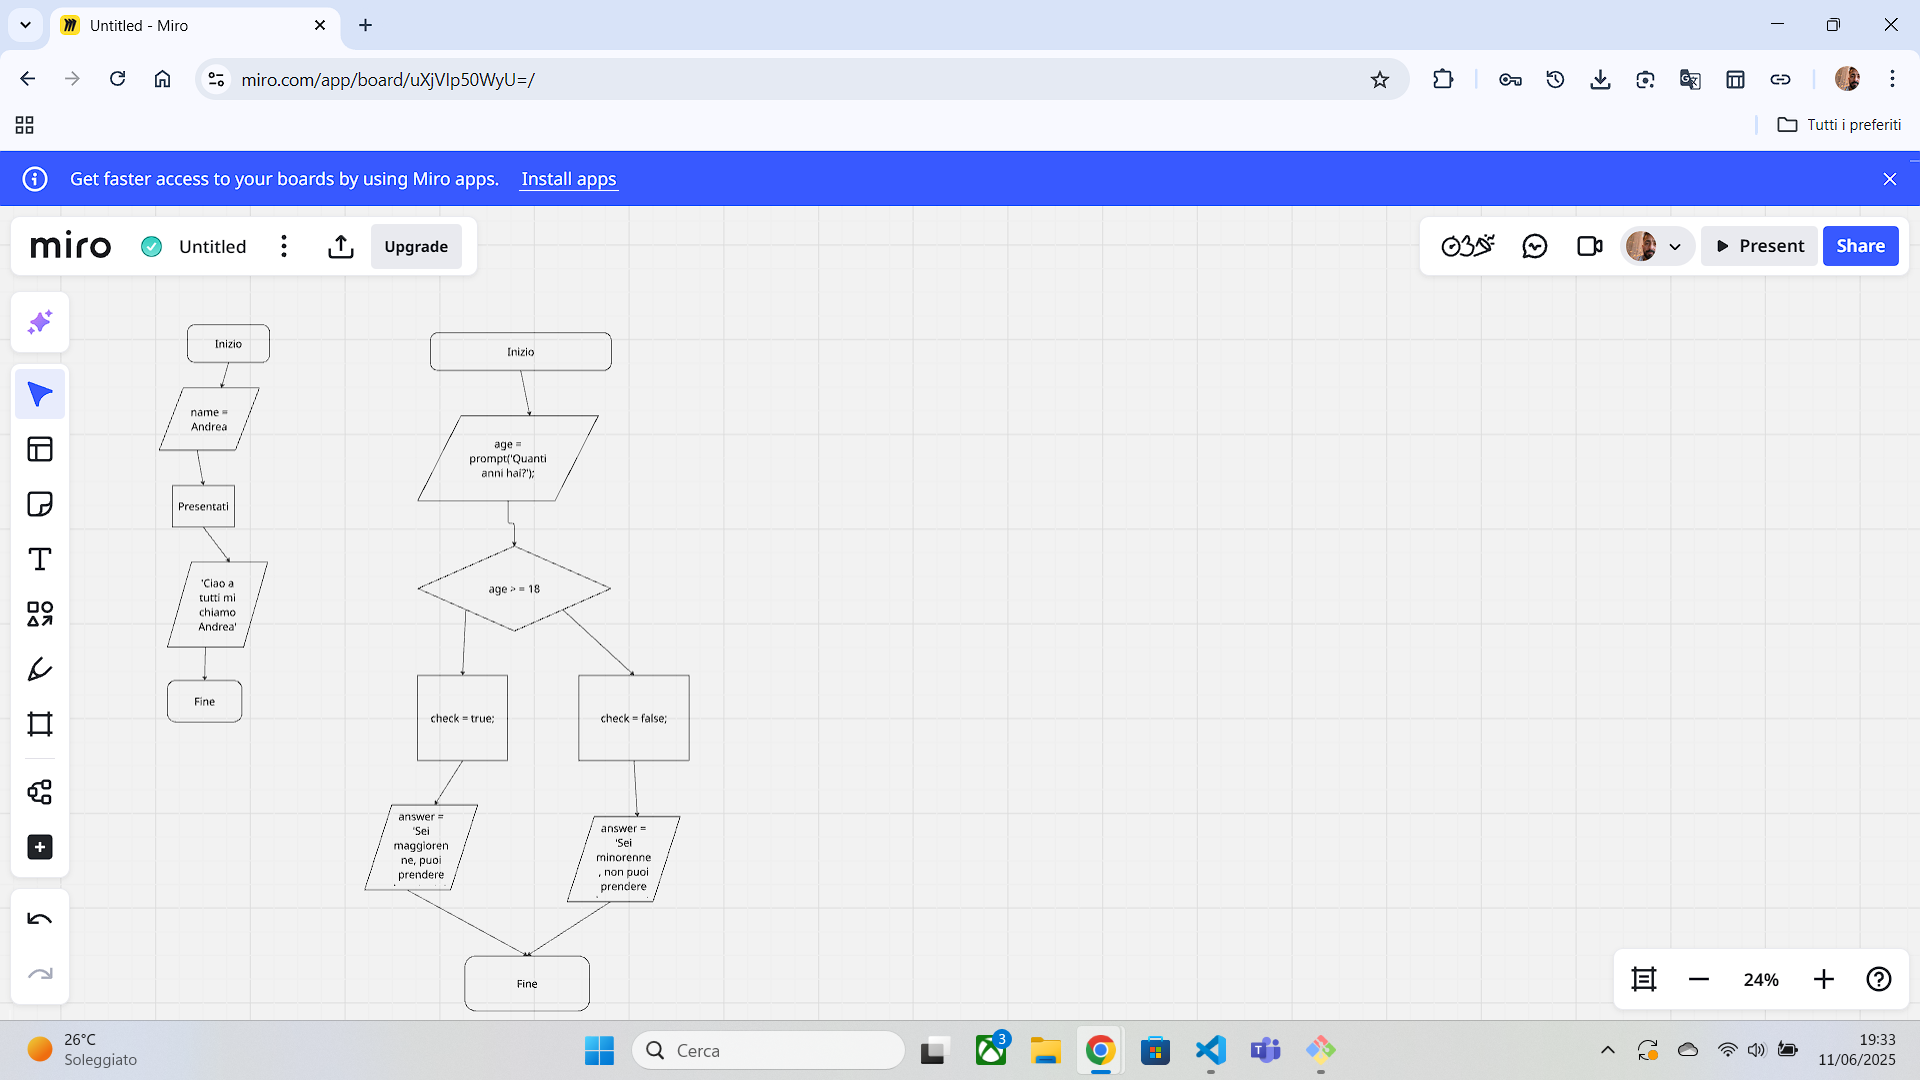 Untitled - Miro
miro.com/app/board/uXjVIp50WyU=/
Tutti i preferiti
Get faster access to your boards by using Miro apps. Install apps
miro
Untitled
Upgrade
Present
Share
Inizio
name =
Andrea
Presentati
'Ciao a
tutti mi
chiamo
Andrea'
Fine
Inizio
age =
prompt('Quanti
anni hai?');
age > = 18
check = true;
check = false;
answer =
'Sei
maggioren
ne, puoi
prendere
answer =
'Sei
minorenne
, non puoi
prendere
Fine
24%
26°C
Soleggiato
Cerca
3
19:33
11/06/2025